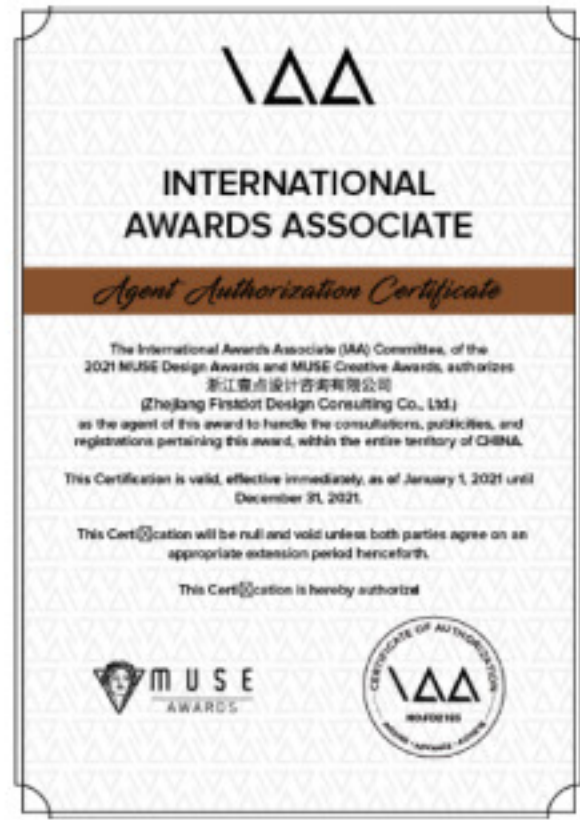 IAA
INTERNATIONAL
AWARDS ASSOCIATE
Agent Authorization Certificate
The International Awards Associate (IAA) Committee, of the
2021 MUSE Design Awards and MUSE Creative Awards, authorizes
浙江壹点设计咨询有限公司
(Zhejiang Firstdot Design Consulting Co., Ltd.)
as the agent of this award to handle the consultations, publicities, and
registrations pertaining this award, within the entire territory of CHINA.
This Certification is valid, effective immediately, as of January 1, 2021 until
December 31, 2021.
This Certi☒cation will be null and void unless both parties agree on an
appropriate extension period henceforth.
This Certi☒cation is hereby authorized
MUSE
AWARDS
CERTIFICATE OF AUTHORIZATION
IAA